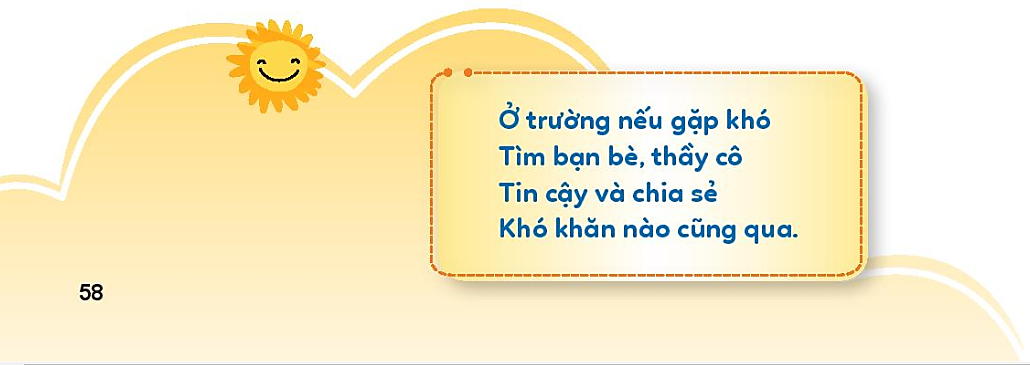 Ở trường nếu gặp khó
Tìm bạn bè, thầy cô
Tin cậy và chia sẻ
Khó khăn nào cũng qua.
58